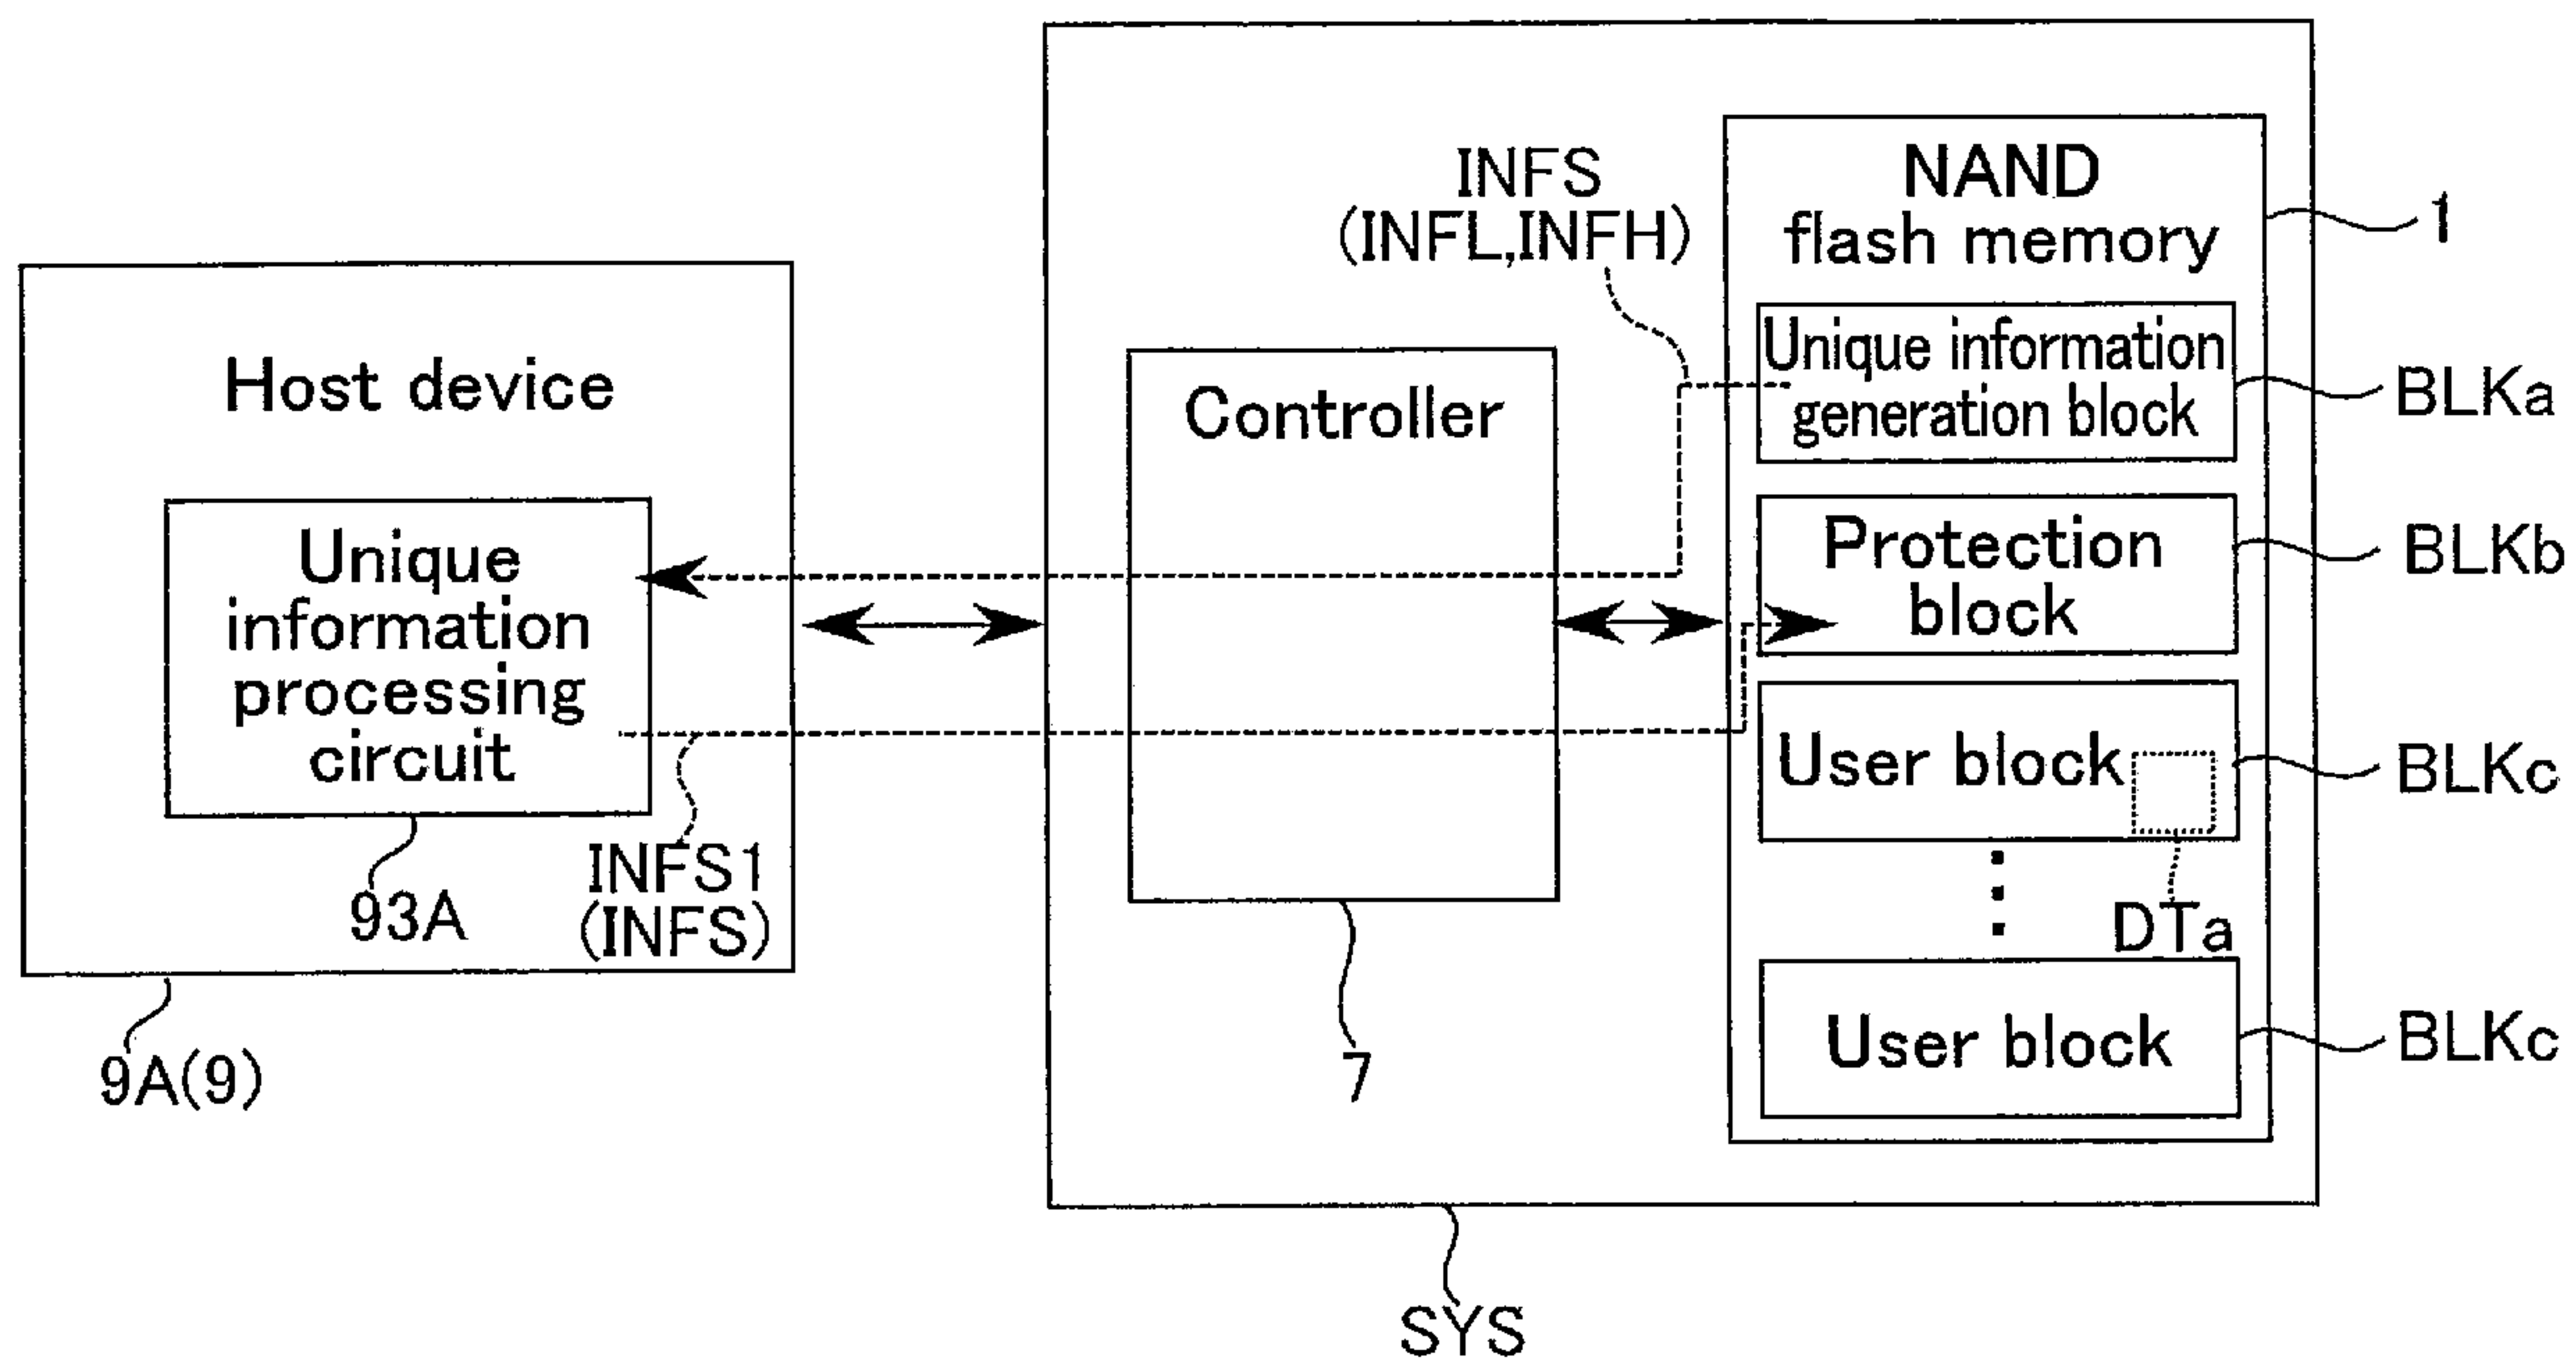 Host device
Unique
information
processing
circuit
93A
INFS1
(INFS)
9A(9)
Controller
7
SYS
INFS
(INFL,INFH)
NAND
flash memory
1
Unique information
generation block
BLKa
Protection
block
BLKb
User block
BLKc
DTa
User block
BLKc